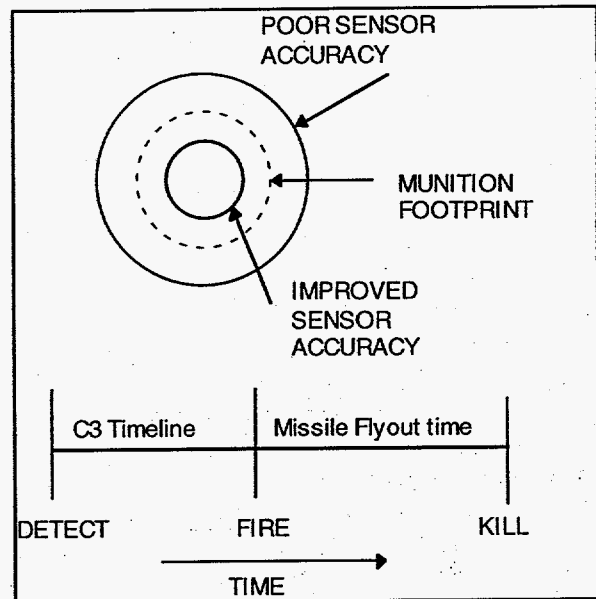 POOR SENSOR
ACCURACY
MUNITION
FOOTPRINT
IMPROVED
SENSOR
ACCURACY
C3 Timeline
Missile Flyout time
DETECT
FIRE
KILL
TIME